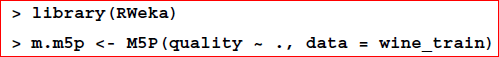 > library(RWeka)
> m.m5p <- M5P(quality ~ ., data = wine_train)